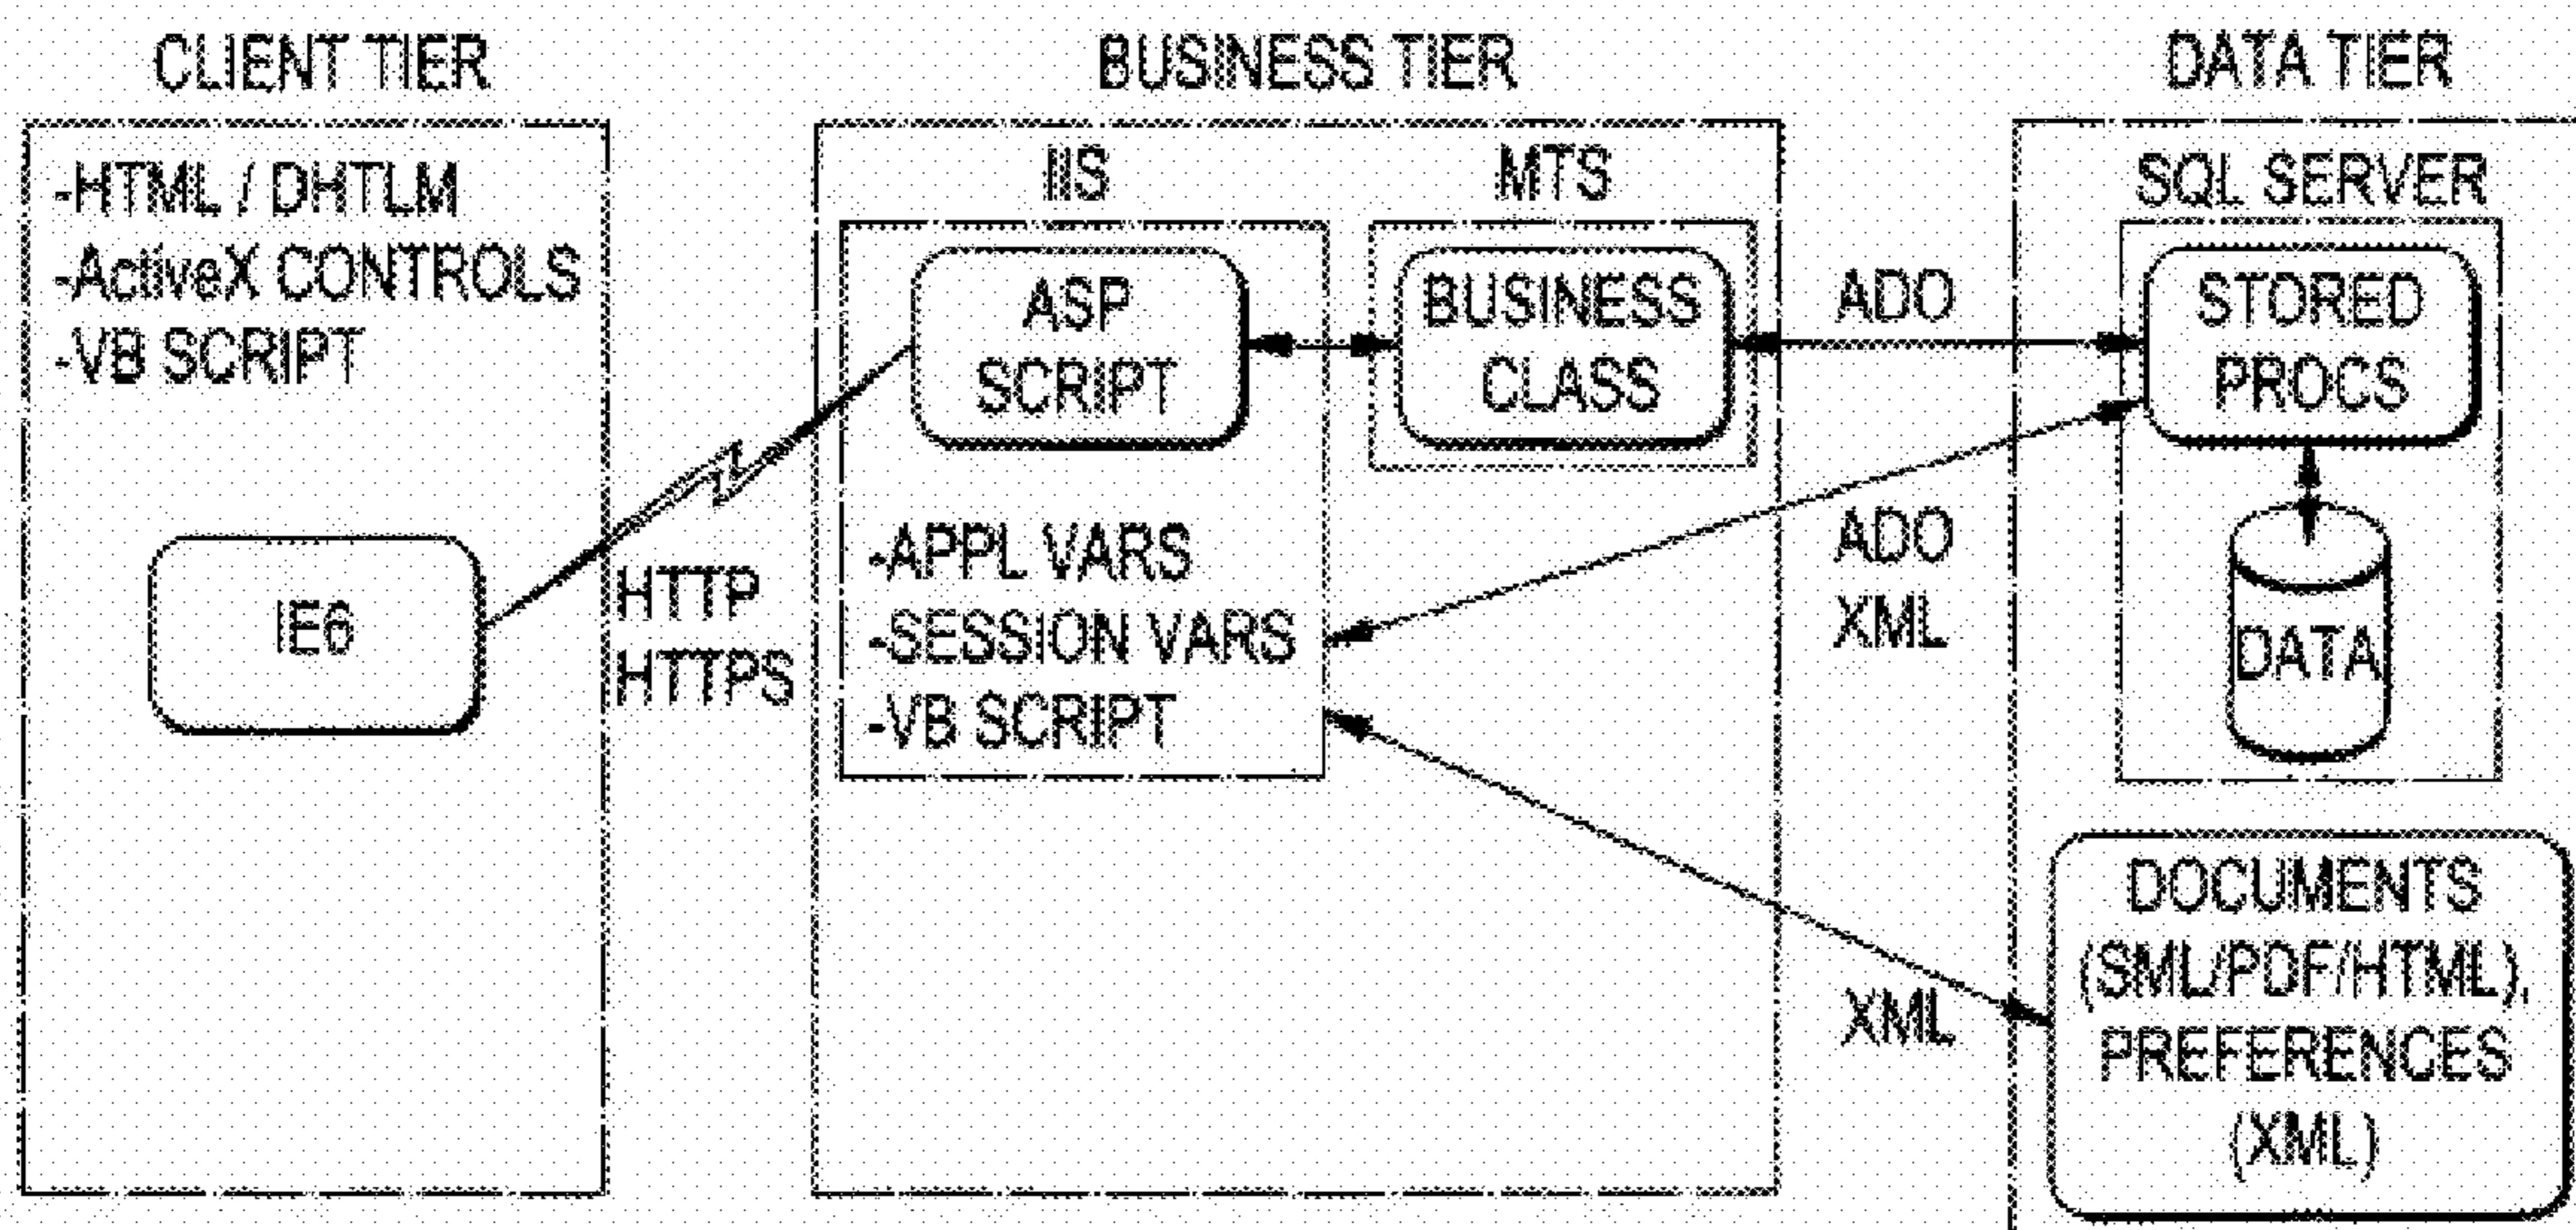 CLIENT TIER
-HTML / DHTLM
-ActiveX CONTROLS
-VB SCRIPT
IE6
HTTP
HTTPS
BUSINESS TIER
IIS
ASP
SCRIPT
-APPL VARS
-SESSION VARS
-VB SCRIPT
MTS
BUSINESS
CLASS
ADO
ADO
XML
XML
DATA TIER
SQL SERVER
STORED
PROCS
DATA
DOCUMENTS
(SML/PDF/HTML),
PREFERENCES
(XML)